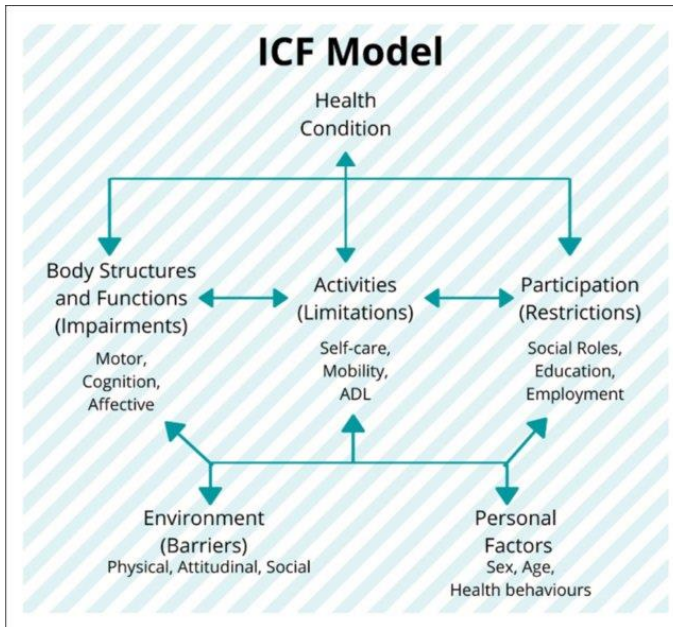 ICF Model
Health
Condition
Body Structures
and Functions
(Impairments)
Activities
(Limitations)
Participation
(Restrictions)
Motor,
Cognition,
Affective
Self-care,
Mobility,
ADL
Social Roles,
Education,
Employment
Environment
(Barriers)
Physical, Attitudinal, Social
Personal
Factors
Sex, Age,
Health behaviours